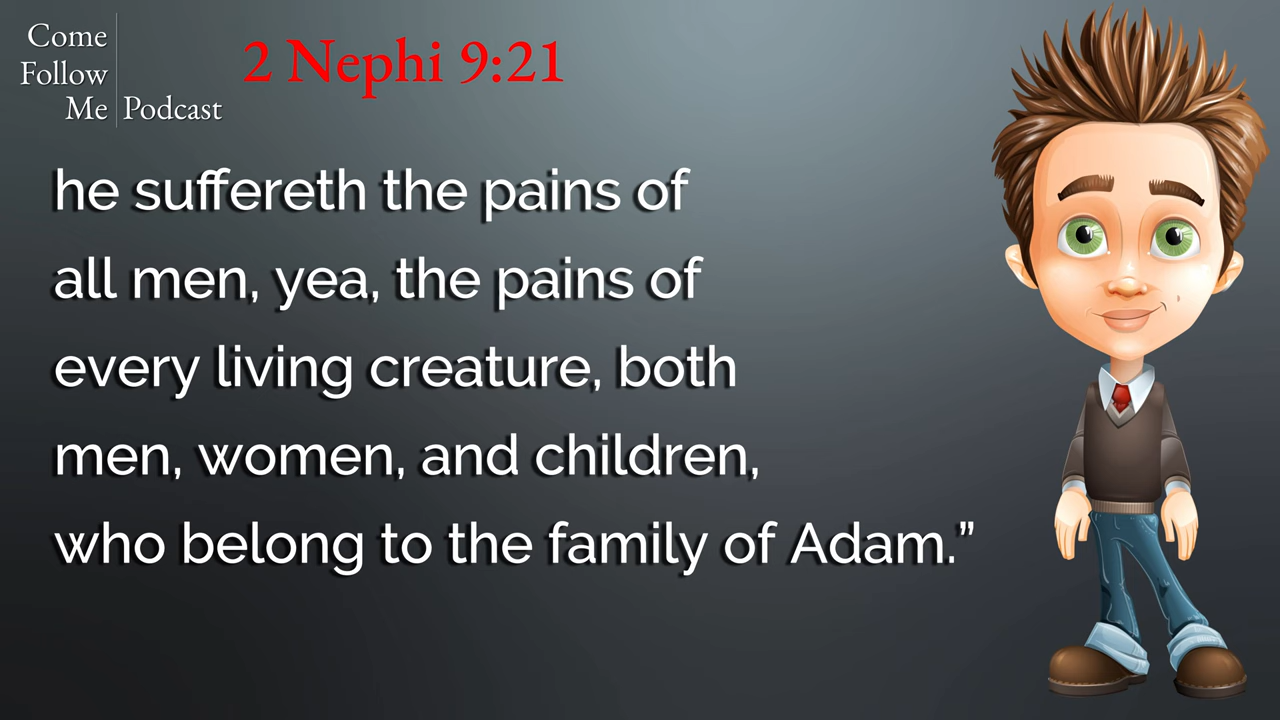 Come
Follow
Me Podcast
2 Nephi 9:21
he suffereth the pains of
all men, yea, the pains of
every living creature, both
men, women, and children,
who belong to the family of Adam.”